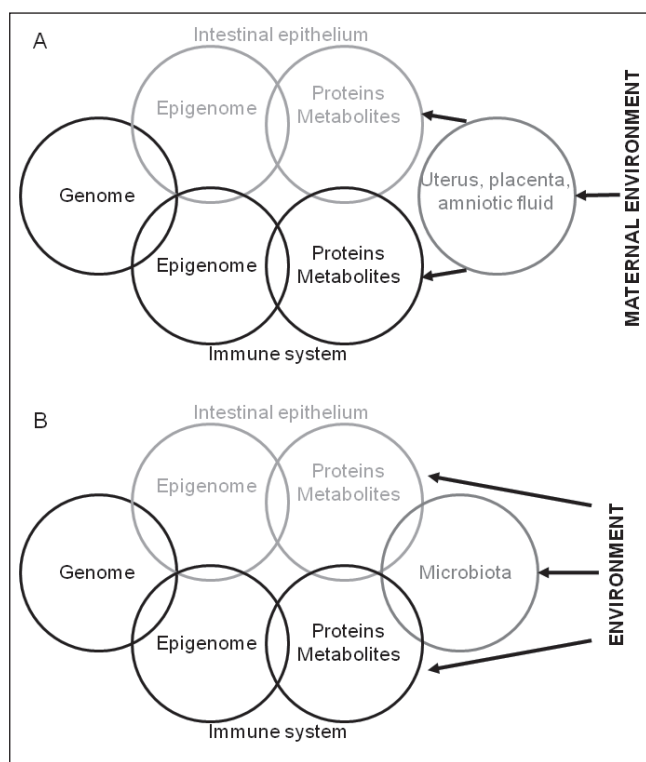 A
Intestinal epithelium
Epigenome
Proteins
Metabolites
Genome
Uterus, placenta,
amniotic fluid
Epigenome
Proteins
Metabolites
Immune system
MATERNAL ENVIRONMENT
B
Intestinal epithelium
Epigenome
Proteins
Metabolites
Genome
Microbiota
Epigenome
Proteins
Metabolites
Immune system
ENVIRONMENT